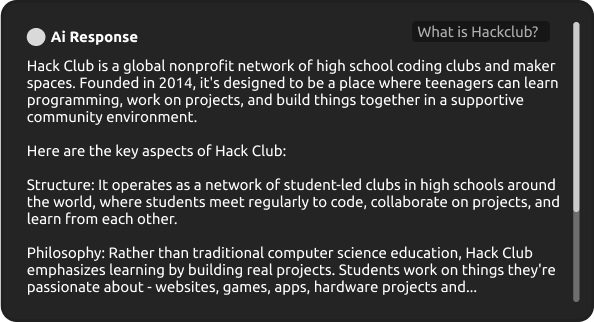 Ai Response
What is Hackclub?
Hack Club is a global nonprofit network of high school coding clubs and maker
spaces. Founded in 2014, it's designed to be a place where teenagers can learn
programming, work on projects, and build things together in a supportive
community environment.
Here are the key aspects of Hack Club:
Structure: It operates as a network of student-led clubs in high schools around
the world, where students meet regularly to code, collaborate on projects, and
learn from each other.
Philosophy: Rather than traditional computer science education, Hack Club
emphasizes learning by building real projects. Students work on things they're
passionate about - websites, games, apps, hardware projects and...